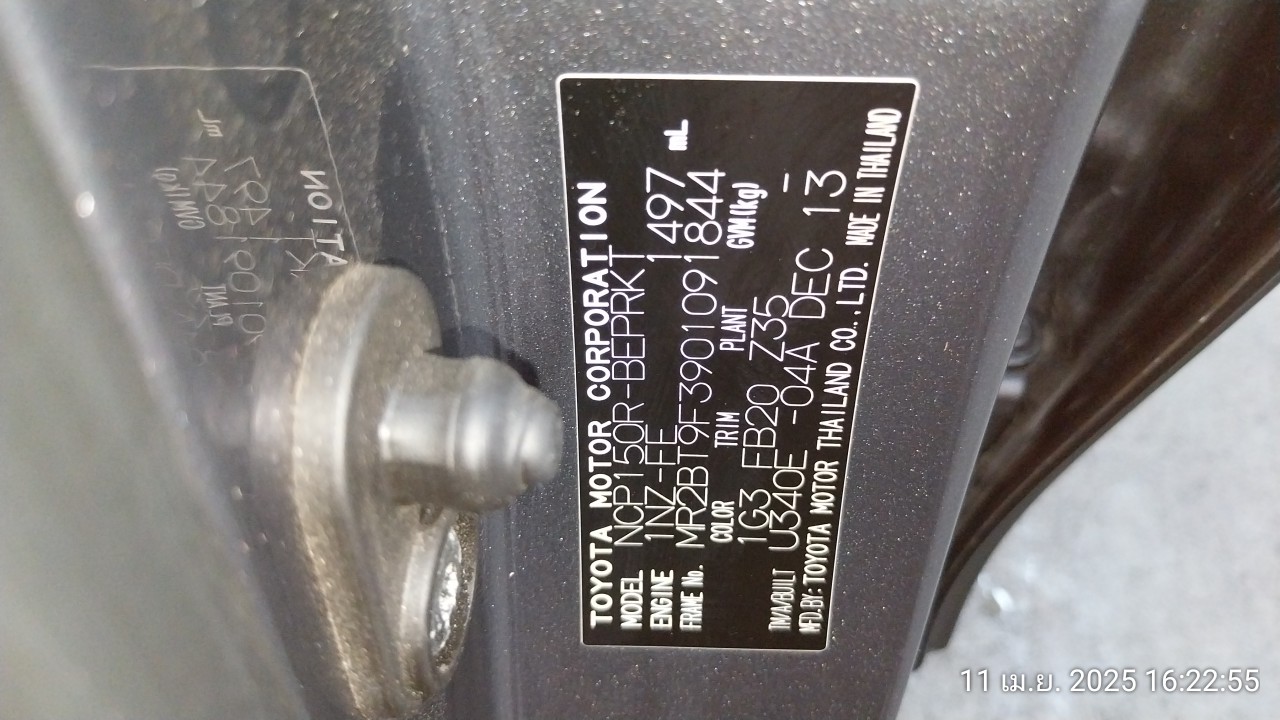 TOYOTA MOTOR CORPORATION
MODEL NCP150R-BEPRKT
ENGINE 1NZ-FE 1497 mL
FRAME No. MR2BT9F3901091844
COLOR TRIM PLANT GVM(kg)
1G3 FB20 Z35 —
TM/A/BUILT U340E -04A DEC 13
MFD.BY: TOYOTA MOTOR THAILAND CO.,LTD. MADE IN THAILAND
11 เม.ย. 2025 16:22:55